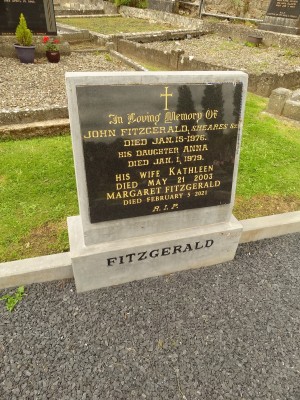 In Loving Memory Of
JOHN FITZGERALD, SHEARES ST.
DIED JAN. 15-1976.
HIS DAUGHTER ANNA
DIED JAN. 1, 1979.
HIS WIFE KATHLEEN
DIED MAY 21 2003
MARGARET FITZGERALD
DIED FEBRUARY 5 2021
R.I.P.
FITZGERALD